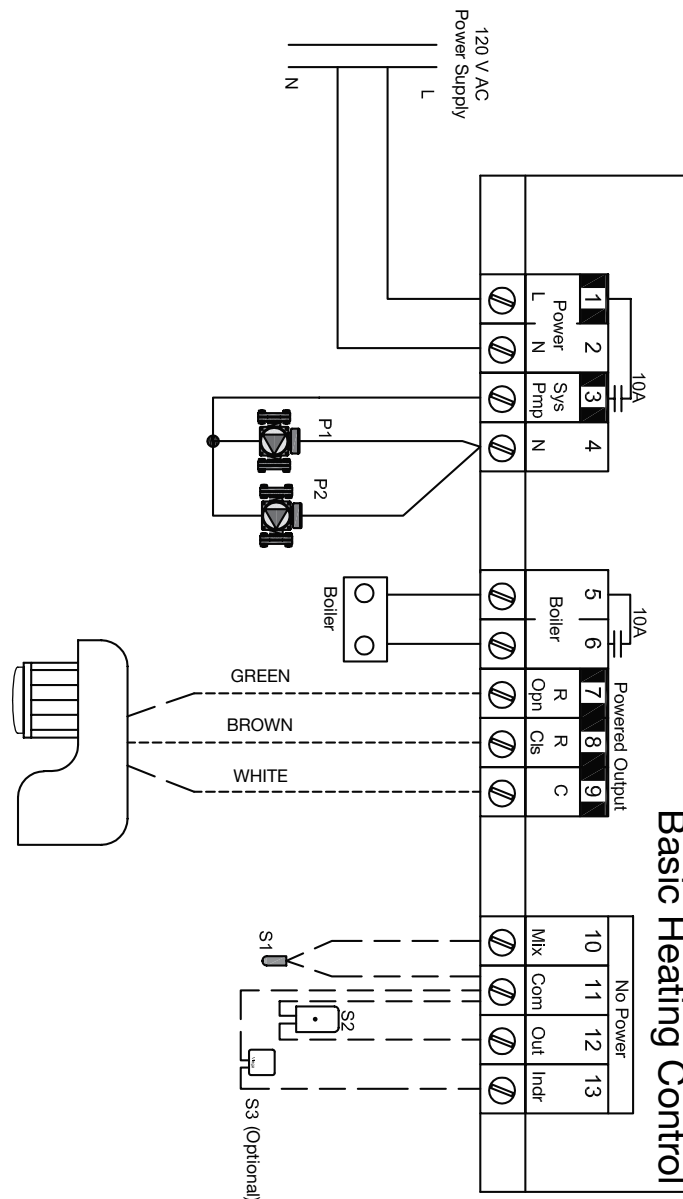 Basic Heating Control
120 V AC
Power Supply
L
N
10A
1
2
3
4
L
Power
N
Sys
Pmp
N
P1
P2
10A
5
6
Boiler
Boiler
Powered Output
7
8
9
R
Opn
R
Cls
C
GREEN
BROWN
WHITE
No Power
10
11
12
13
Mix
Com
Out
Indr
S1
S2
S3 (Optional)